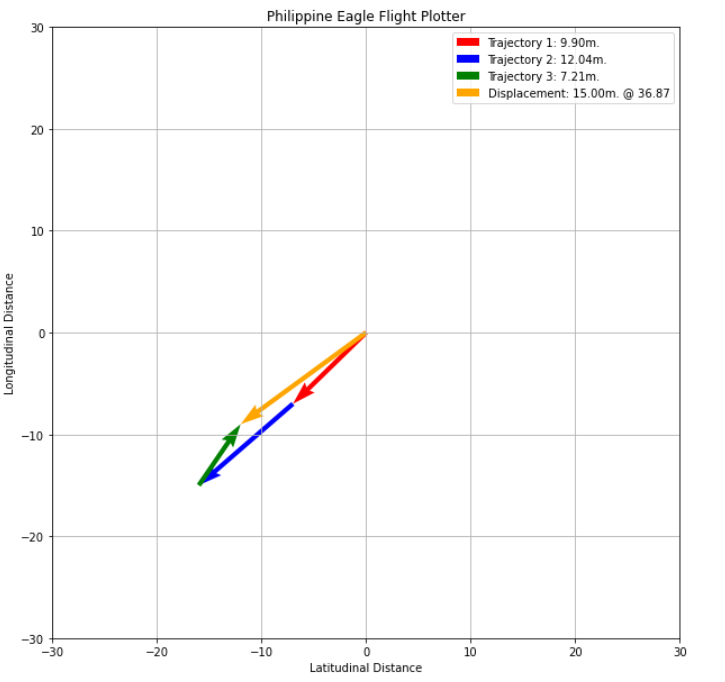 Philippine Eagle Flight Plotter
Trajectory 1: 9.90m.
Trajectory 2: 12.04m.
Trajectory 3: 7.21m.
Displacement: 15.00m. @ 36.87
Longitudinal Distance
30
20
10
0
−10
−20
−30
−30
−20
−10
0
10
20
30
Latitudinal Distance